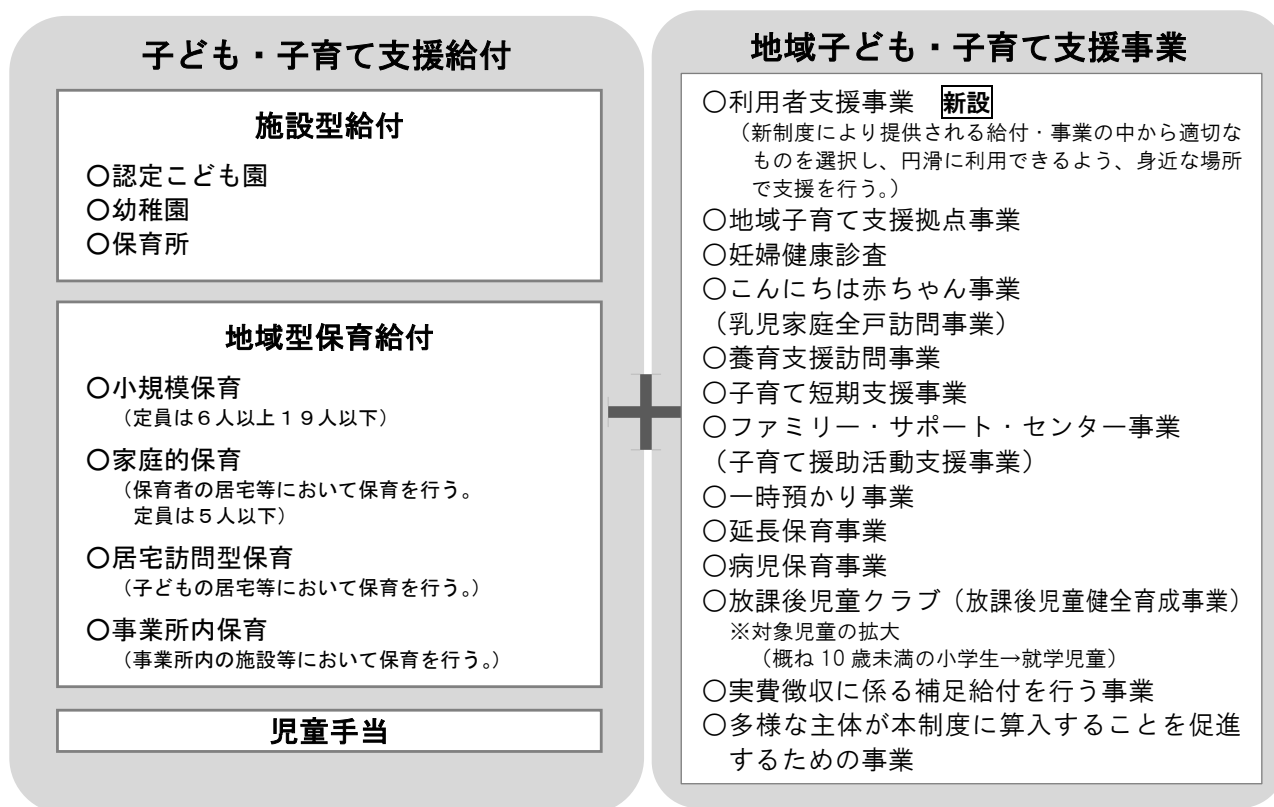 子ども・子育て支援給付
施設型給付
〇認定こども園
〇幼稚園
〇保育所
地域型保育給付
〇小規模保育
（定員は６人以上１９人以下）
〇家庭的保育
（保育者の居宅等において保育を行う。
定員は５人以下）
〇居宅訪問型保育
（子どもの居宅等において保育を行う。）
〇事業所内保育
（事業所内の施設等において保育を行う。）
児童手当
地域子ども・子育て支援事業
〇利用者支援事業　新設
（新制度により提供される給付・事業の中から適切な
ものを選択し、円滑に利用できるよう、身近な場所
で支援を行う。）
〇地域子育て支援拠点事業
〇妊婦健康診査
〇こんにちは赤ちゃん事業
（乳児家庭全戸訪問事業）
〇養育支援訪問事業
〇子育て短期支援事業
〇ファミリー・サポート・センター事業
（子育て援助活動支援事業）
〇一時預かり事業
〇延長保育事業
〇病児保育事業
〇放課後児童クラブ（放課後児童健全育成事業）
※対象児童の拡大
（概ね 10 歳未満の小学生→就学児童）
〇実費徴収に係る補足給付を行う事業
〇多様な主体が本制度に算入することを促進
するための事業